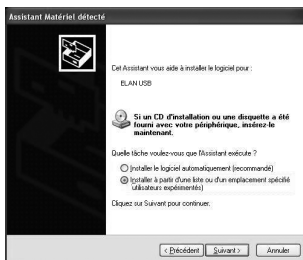 Assistant Matériel détecté
Cet Assistant vous aide à installer le logiciel pour :
ELAN USB
Si un CD d'installation ou une disquette a été
fourni avec votre périphérique, insérez-le
maintenant.
Quelle tâche voulez-vous que l'Assistant exécute ?
Installer le logiciel automatiquement (recommandé)
Installer à partir d'une liste ou d'un emplacement spécifié
(utilisateurs expérimentés)
Cliquez sur Suivant pour continuer.
< Précédent
Suivant >
Annuler